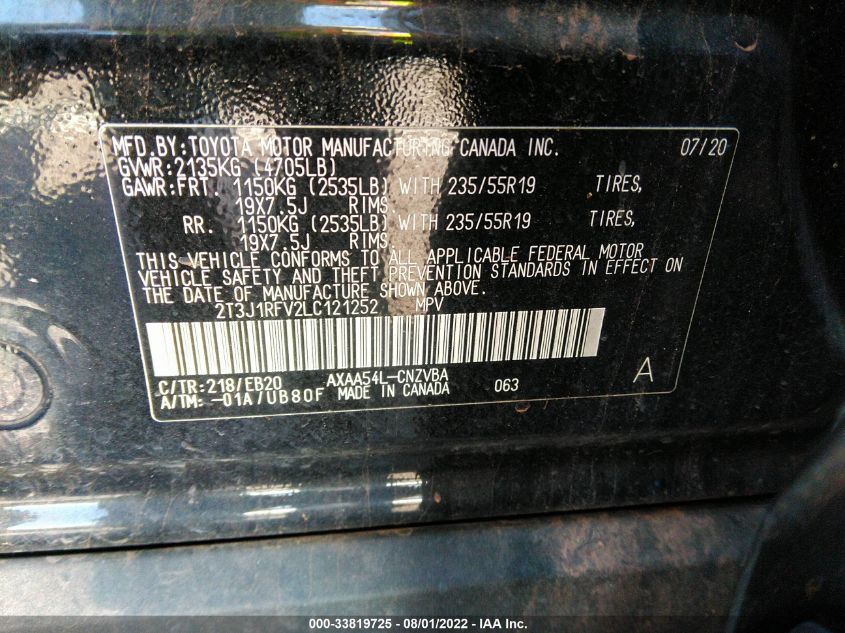 MFD.BY:TOYOTA MOTOR MANUFACTURING CANADA INC. 07/20
GVWR:2135KG (4705LB)
GAWR:FRT. 1150KG (2535LB) WITH 235/55R19 TIRES,
19X7.5J RIMS
RR. 1150KG (2535LB) WITH 235/55R19 TIRES,
19X7.5J RIMS
THIS VEHICLE CONFORMS TO ALL APPLICABLE FEDERAL MOTOR
VEHICLE SAFETY AND THEFT PREVENTION STANDARDS IN EFFECT ON
THE DATE OF MANUFACTURE SHOWN ABOVE.
2T3J1RFV2LC121252 MPV
C/TR:218/EB20 AXAA54L-CNZVBA
A/TM: -01A/UB80F MADE IN CANADA 063 A
000-33819725 - 08/01/2022 - IAA Inc.